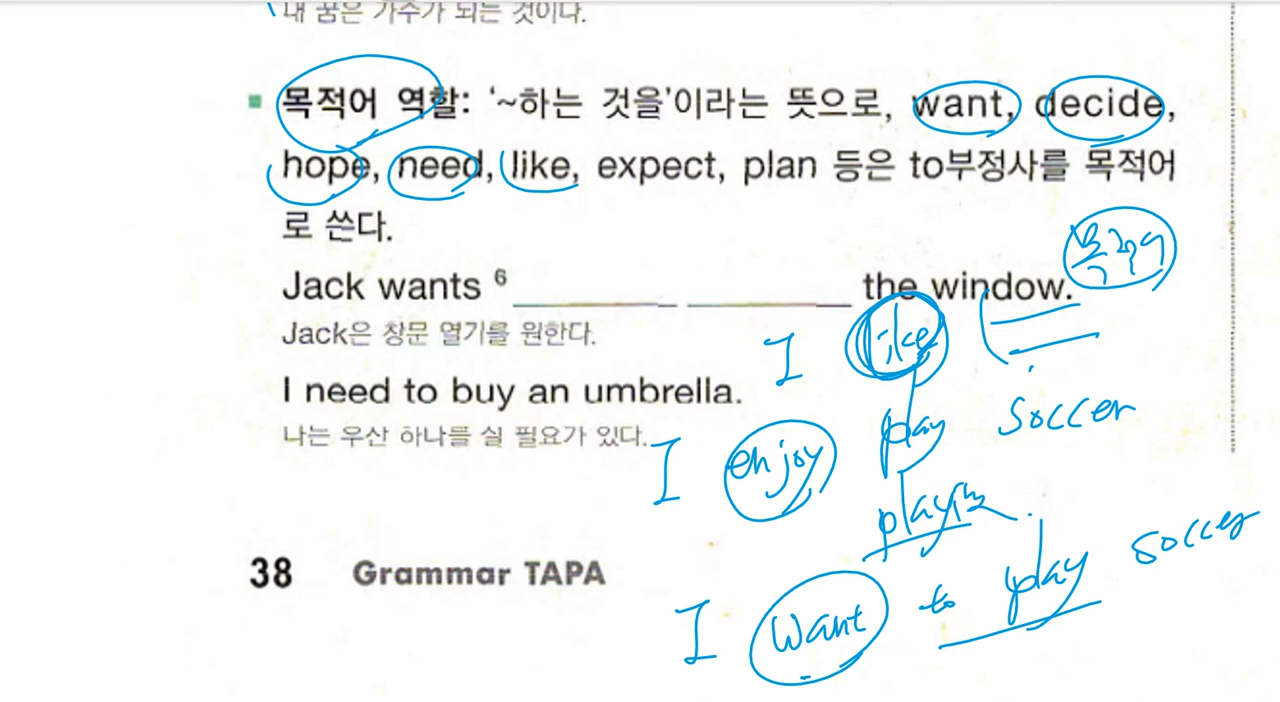 내 꿈은 가수가 되는 것이다.
목적어 역할: '~하는 것을'이라는 뜻으로, want, decide,
hope, need, like, expect, plan 등은 to부정사를 목적어
로 쓴다.
목적어
Jack wants 6 ________ ________ the window.
Jack은 창문 열기를 원한다.
I like
I need to buy an umbrella.
play soccer
나는 우산 하나를 실 필요가 있다.
I enjoy
playing
38 Grammar TAPA
I want to play soccer